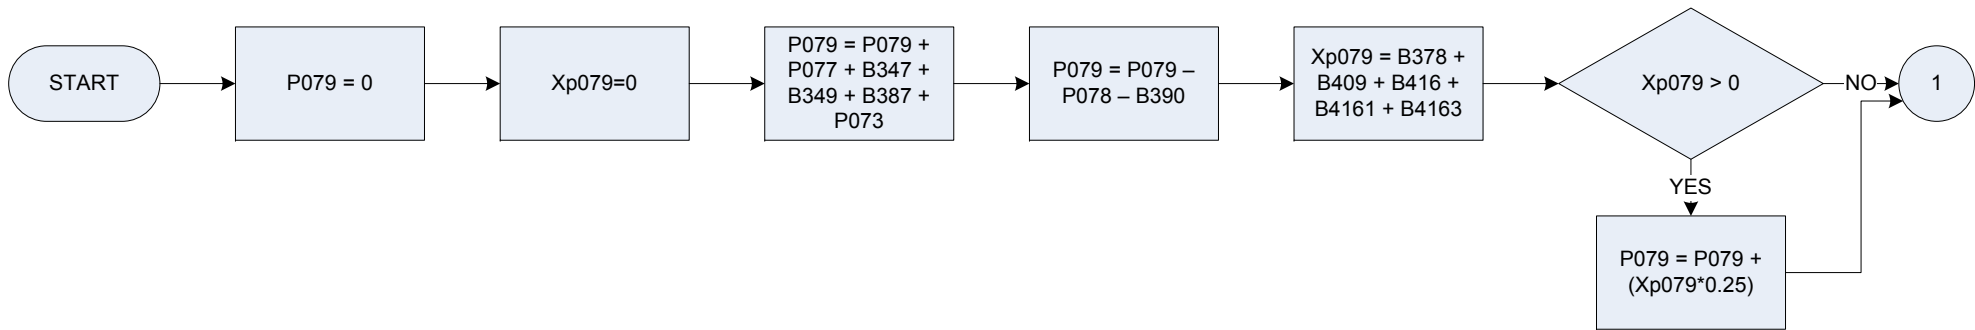 START
P079 = 0
Xp079=0
P079 = P079 +
P077 + B347 +
B349 + B387 +
P073
P079 = P079 –
P078 – B390
Xp079 = B378 +
B409 + B416 +
B4161 + B4163
Xp079 > 0
NO
1
YES
P079 = P079 +
(Xp079*0.25)